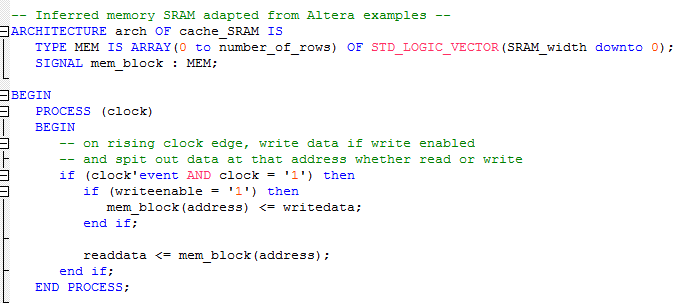 -- Inferred memory SRAM adapted from Altera examples --
ARCHITECTURE arch OF cache_SRAM IS
   TYPE MEM IS ARRAY(0 to number_of_rows) OF STD_LOGIC_VECTOR(SRAM_width downto 0);
   SIGNAL mem_block : MEM;

BEGIN
   PROCESS (clock)
   BEGIN
      -- on rising clock edge, write data if write enabled
      -- and spit out data at that address whether read or write
      if (clock'event AND clock = '1') then
         if (writeenable = '1') then
            mem_block(address) <= writedata;
         end if;

         readdata <= mem_block(address);
      end if;
   END PROCESS;